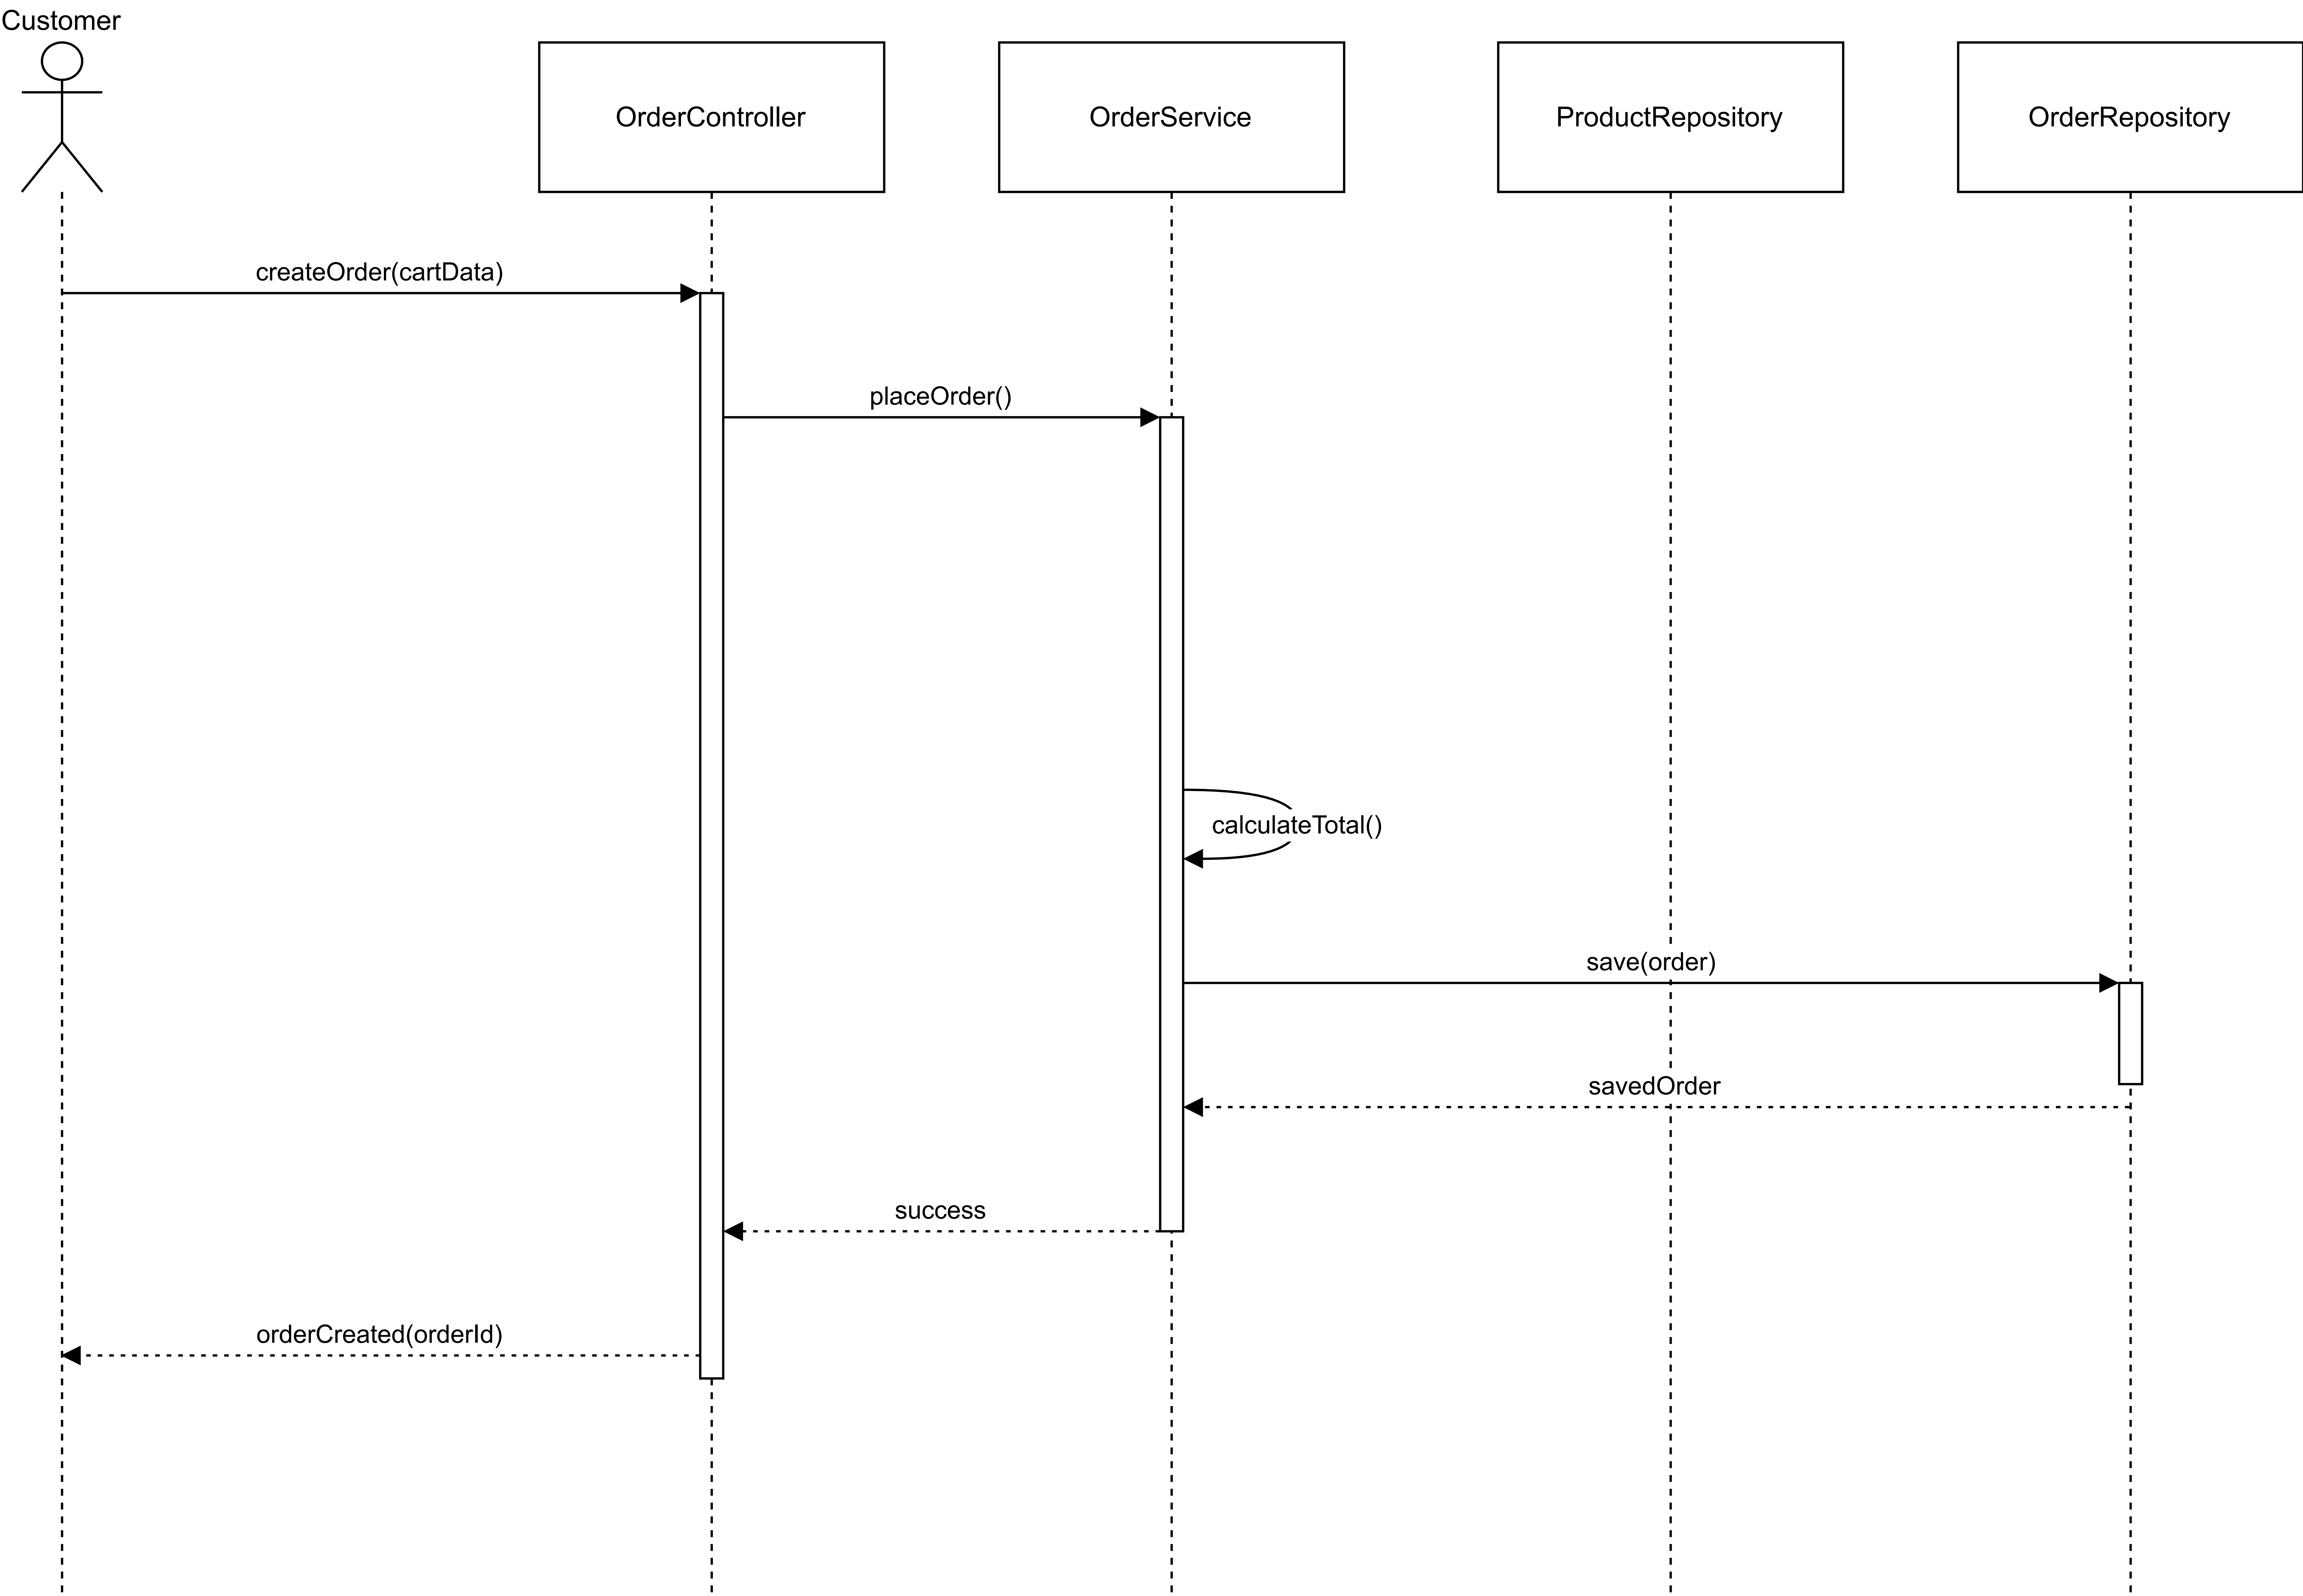 Customer
OrderController
OrderService
ProductRepository
OrderRepository
createOrder(cartData)
placeOrder()
calculateTotal()
save(order)
savedOrder
success
orderCreated(orderId)